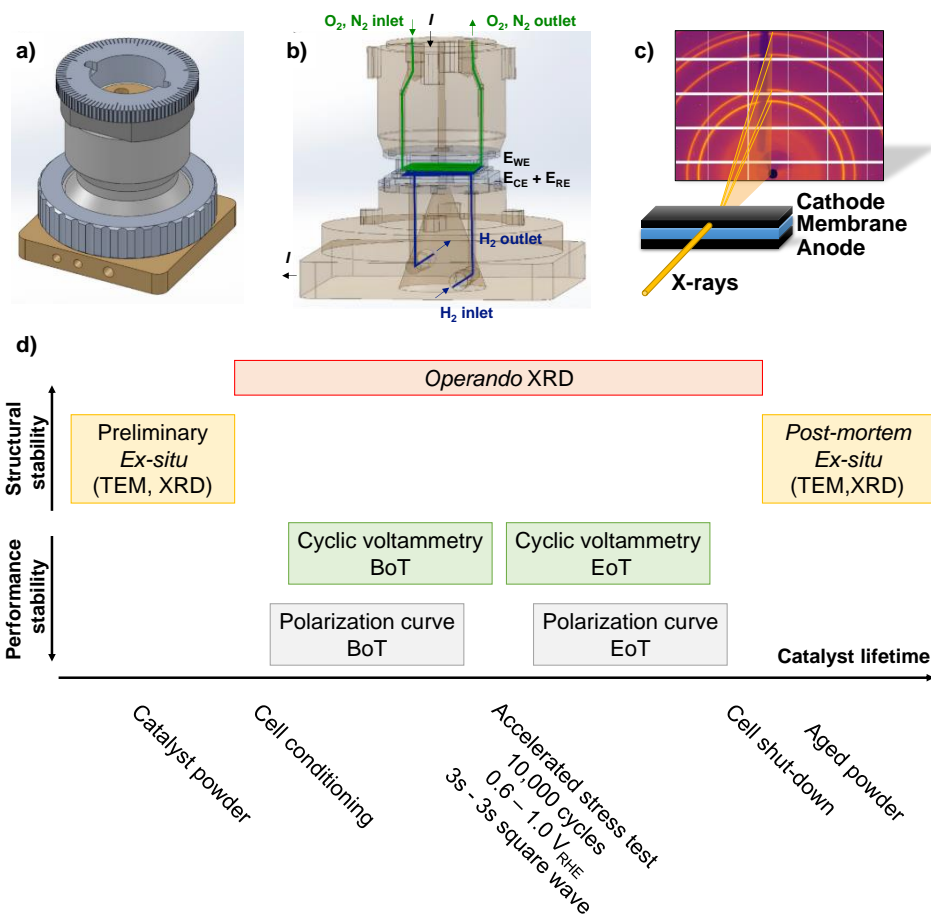 a)
b)
O2, N2 inlet
I
O2, N2 outlet
EWE
ECE + ERE
H2 outlet
I
H2 inlet
c)
Cathode
Membrane
Anode
X-rays
d)
Structural
stability
Performance
stability
Operando XRD
Preliminary
Ex-situ
(TEM, XRD)
Post-mortem
Ex-situ
(TEM,XRD)
Cyclic voltammetry
BoT
Cyclic voltammetry
EoT
Polarization curve
BoT
Polarization curve
EoT
Catalyst lifetime
Catalyst powder
Cell conditioning
Accelerated stress test
10,000 cycles
0.6 – 1.0 VRHE
3s - 3s square wave
Cell shut-down
Aged powder